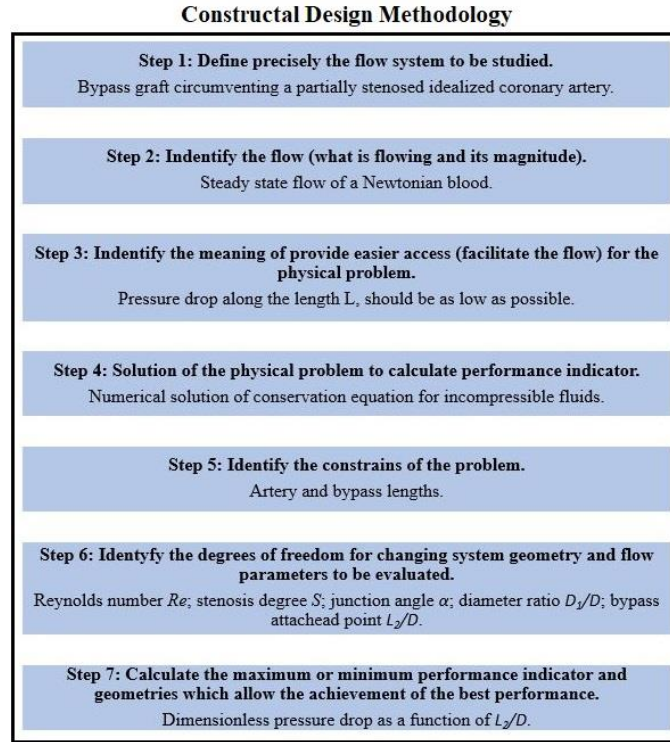 Constructal Design Methodology
Step 1: Define precisely the flow system to be studied.
Bypass graft circumventing a partially stenosed idealized coronary artery.
Step 2: Indentify the flow (what is flowing and its magnitude).
Steady state flow of a Newtonian blood.
Step 3: Indentify the meaning of provide easier access (facilitate the flow) for the
physical problem.
Pressure drop along the length L, should be as low as possible.
Step 4: Solution of the physical problem to calculate performance indicator.
Numerical solution of conservation equation for incompressible fluids.
Step 5: Identify the constrains of the problem.
Artery and bypass lengths.
Step 6: Identyfy the degrees of freedom for changing system geometry and flow
parameters to be evaluated.
Reynolds number Re; stenosis degree S; junction angle α; diameter ratio D₁/D; bypass
attachead point L₂/D.
Step 7: Calculate the maximum or minimum performance indicator and
geometries which allow the achievement of the best performance.
Dimensionless pressure drop as a function of L₂/D.